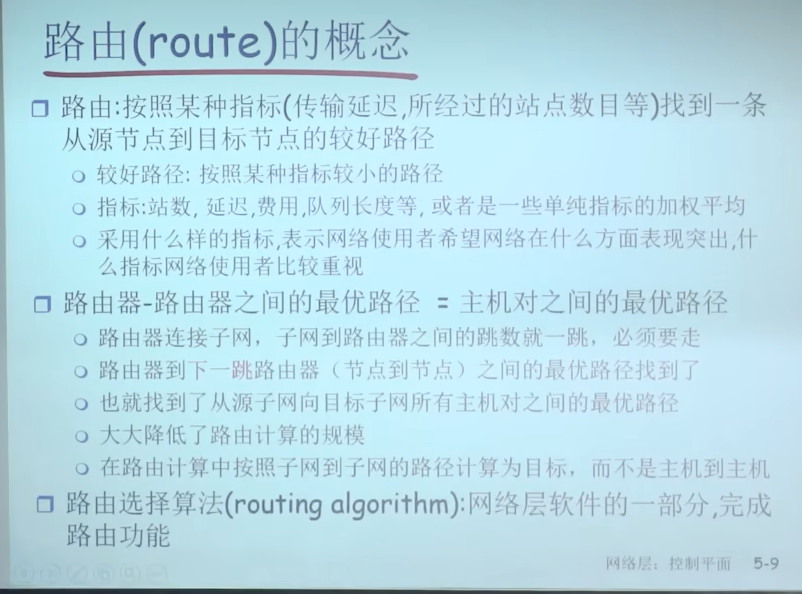 路由(route)的概念
路由:按照某种指标(传输延迟,所经过的站点数目等)找到一条
从源节点到目标节点的较好路径
较好路径: 按照某种指标较小的路径
指标:站数, 延迟,费用,队列长度等, 或者是一些单纯指标的加权平均
采用什么样的指标,表示网络使用者希望网络在什么方面表现突出,什
么指标网络使用者比较重视
路由器-路由器之间的最优路径 = 主机对之间的最优路径
路由器连接子网，子网到路由器之间的跳数就一跳，必须要走
路由器到下一跳路由器（节点到节点）之间的最优路径找到了
也就找到了从源子网向目标子网所有主机对之间的最优路径
大大降低了路由计算的规模
在路由计算中按照子网到子网的路径计算为目标，而不是主机到主机
路由选择算法(routing algorithm):网络层软件的一部分,完成
路由功能
网络层：控制平面 5-9